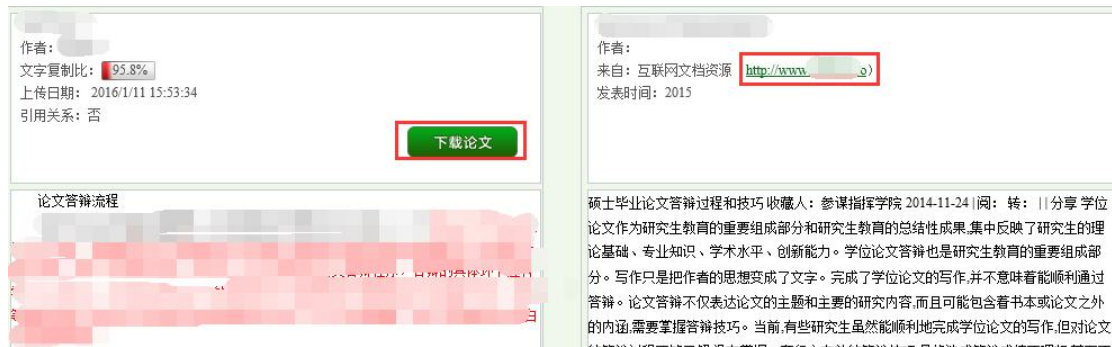 作者：
文字复制比： 95.8%
上传日期： 2016/1/11 15:53:34
引用关系：否
下载论文
作者：
来自：互联网文档资源 http://www. o）
发表时间：2015
论文答辩流程
硕士毕业论文答辩过程和技巧 收藏人：参谋指挥学院 2014-11-24 |阅： 转： ||分享 学位
论文作为研究生教育的重要组成部分和研究生教育的总结性成果,集中反映了研究生的理
论基础、专业知识、学术水平、创新能力。学位论文答辩也是研究生教育的重要组成部
分。写作只是把作者的思想变成了文字。完成了学位论文的写作,并不意味着能顺利通过
答辩。论文答辩不仅表达论文的主题和主要的研究内容,而且可能包含着书本或论文之外
的内涵,需要掌握答辩技巧。当前,有些研究生虽然能顺利地完成学位论文的写作,但对论文